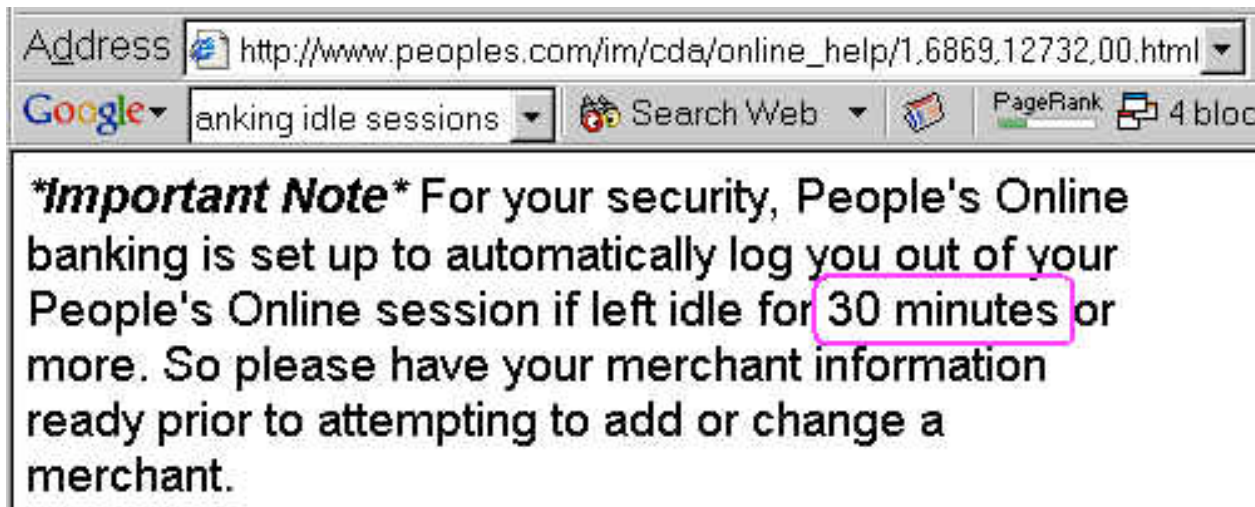 Address http://www.peoples.com/im/cda/online_help/1,6869,12732,00.html
Google anking idle sessions Search Web PageRank 4 bloc
*Important Note* For your security, People's Online
banking is set up to automatically log you out of your
People's Online session if left idle for 30 minutes or
more. So please have your merchant information
ready prior to attempting to add or change a
merchant.